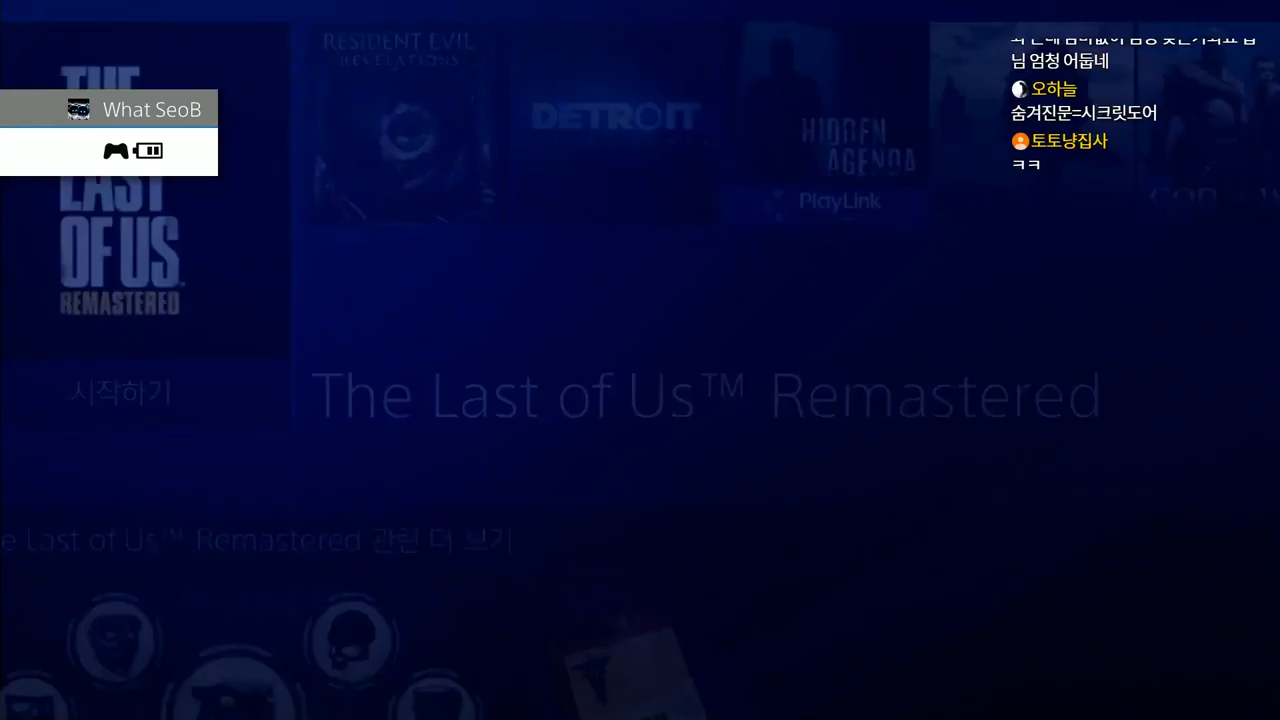 THE
LAST
OF US
REMASTERED
What SeoB
시작하기
RESIDENT EVIL
REVELATIONS
DETROIT
HIDDEN
AGENDA
PlayLink
님 엄청 어둡네
오하늘
숨겨진문=시크릿도어
토토냥집사
ㅋㅋ
The Last of Us™ Remastered
e Last of Us™ Remastered 관련 더 보기